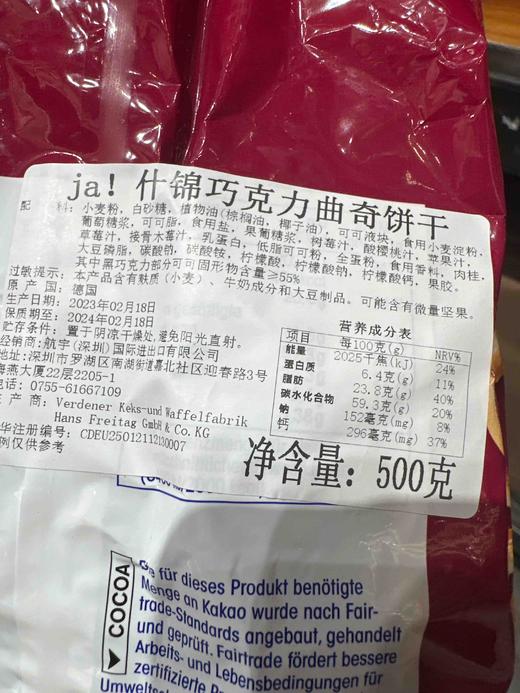 ja! 什锦巧克力曲奇饼干
配 料: 小麦粉, 白砂糖, 植物油(棕榈油, 椰子油), 可可液块, 食用小麦淀粉,
葡萄糖浆, 可可脂, 食用盐, 果葡糖浆, 树莓汁, 酸樱桃汁, 苹果汁,
草莓汁, 接骨木莓汁, 乳蛋白, 低脂可可粉, 全蛋粉, 食用香料, 肉桂,
大豆磷脂, 碳酸钠, 碳酸铵, 柠檬酸, 柠檬酸钠, 柠檬酸钙, 果胶。
其中黑巧克力部分可可固形物含量≥55%
过敏提示: 本产品含有麸质(小麦)、牛奶成分和大豆制品。可能含有微量坚果。
原 产 国: 德国
生产日期: 2023年02月18日
保质期至: 2024年02月18日
贮存条件: 置于阴凉干燥处,避免阳光直射。
经销商: 航宇(深圳)国际进出口有限公司
地址: 深圳市罗湖区南湖街道嘉北社区迎春路3号
海燕大厦22层2205-1
电话: 0755-61667109
生 产 商: Verdener Keks-und Waffelfabrik
Hans Freitag GmbH & Co. KG
华注册编号: CDEU25012112130007
例仅供参考
营养成分表
项目 每100克(g) NRV%
能量 2025千焦(kJ) 24%
蛋白质 6.4克(g) 11%
脂肪 23.8克(g) 40%
碳水化合物 59.3克(g) 20%
钠 152毫克(mg) 8%
钙 296毫克(mg) 37%
净含量: 500克
COCOA
für dieses Produkt benötigte
Menge an Kakao wurde nach Fair-
trade-Standards angebaut, gehandelt
und geprüft. Fairtrade fördert bessere
Arbeits- und Lebensbedingungen für
zertifizierte